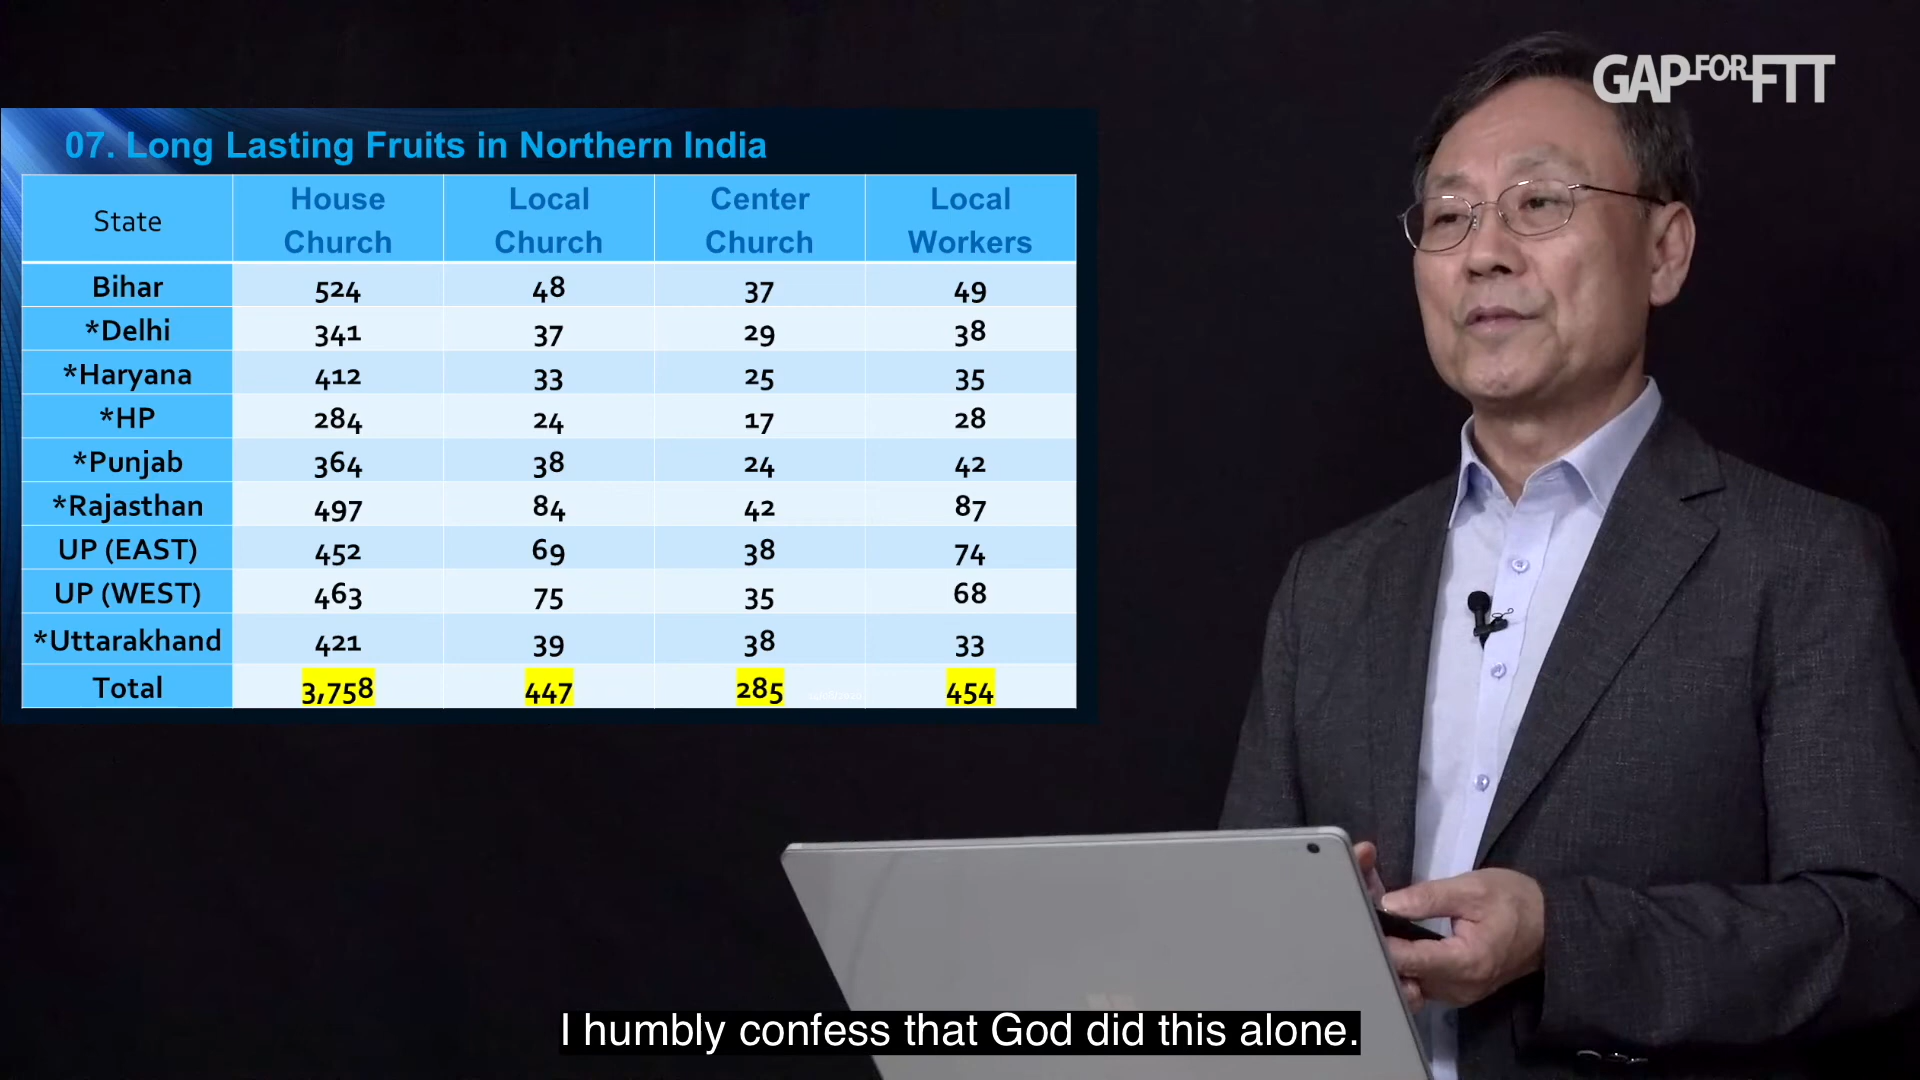 GAP FOR FTT
07. Long Lasting Fruits in Northern India
State House Church Local Church Center Church Local Workers
Bihar 524 48 37 49
*Delhi 341 37 29 38
*Haryana 412 33 25 35
*HP 284 24 17 28
*Punjab 364 38 24 42
*Rajasthan 497 84 42 87
UP (EAST) 452 69 38 74
UP (WEST) 463 75 35 68
*Uttarakhand 421 39 38 33
Total 3,758 447 285 454
I humbly confess that God did this alone.